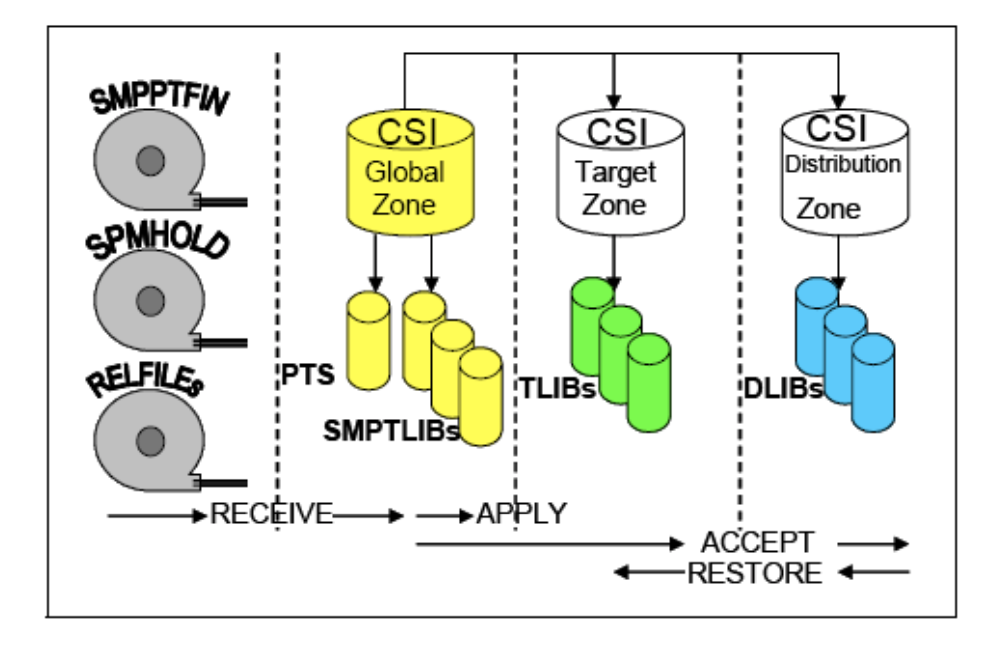 SMPPTFIN
SPMHOLD
RELFILEs
CSI
Global
Zone
CSI
Target
Zone
CSI
Distribution
Zone
PTS
SMPTLIBs
TLIBs
DLIBs
RECEIVE
APPLY
ACCEPT
RESTORE